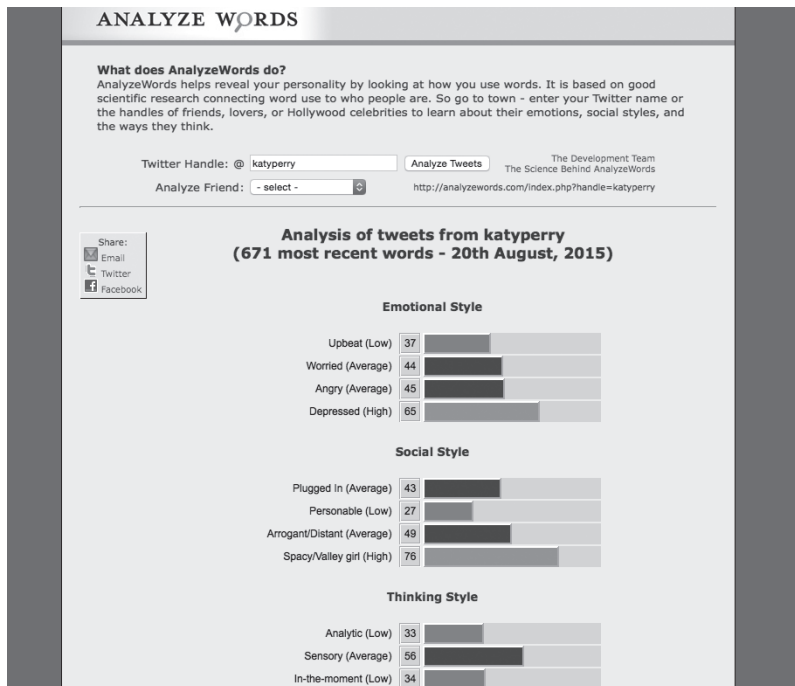 ANALYZE WORDS
What does AnalyzeWords do?
AnalyzeWords helps reveal your personality by looking at how you use words. It is based on good
scientific research connecting word use to who people are. So go to town - enter your Twitter name or
the handles of friends, lovers, or Hollywood celebrities to learn about their emotions, social styles, and
the ways they think.
Twitter Handle: @ katyperry Analyze Tweets
The Development Team
The Science Behind AnalyzeWords
Analyze Friend: - select -
http://analyzewords.com/index.php?handle=katyperry
Share:
Email
Twitter
Facebook
Analysis of tweets from katyperry
(671 most recent words - 20th August, 2015)
Emotional Style
Upbeat (Low) 37
Worried (Average) 44
Angry (Average) 45
Depressed (High) 65
Social Style
Plugged In (Average) 43
Personable (Low) 27
Arrogant/Distant (Average) 49
Spacy/Valley girl (High) 76
Thinking Style
Analytic (Low) 33
Sensory (Average) 56
In-the-moment (Low) 34